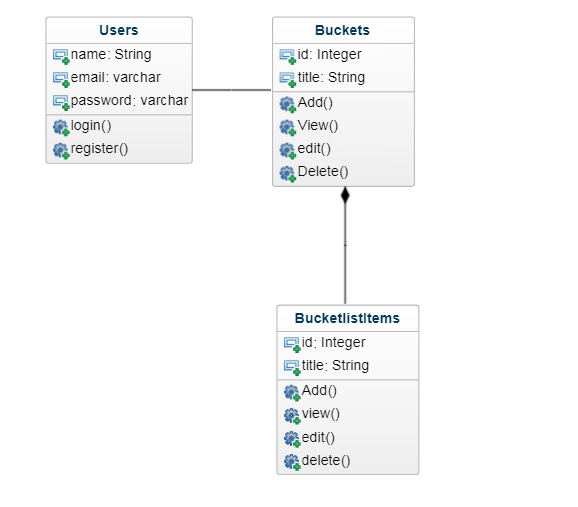 Users
name: String
email: varchar
password: varchar
login()
register()
Buckets
id: Integer
title: String
Add()
View()
edit()
Delete()
BucketlistItems
id: Integer
title: String
Add()
view()
edit()
delete()